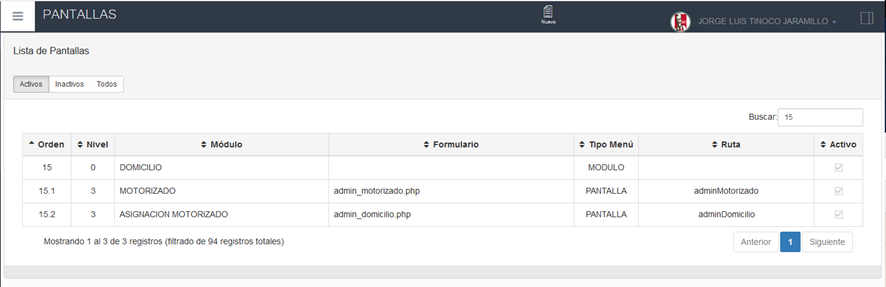 PANTALLAS
Nuevo
JORGE LUIS TINOCO JARAMILLO
Lista de Pantallas
Activos Inactivos Todos
Buscar: 15
Orden Nivel Módulo Formulario Tipo Menú Ruta Activo
15 0 DOMICILIO MODULO
15.1 3 MOTORIZADO admin_motorizado.php PANTALLA adminMotorizado
15.2 3 ASIGNACION MOTORIZADO admin_domicilio.php PANTALLA adminDomicilio
Mostrando 1 al 3 de 3 registros (filtrado de 94 registros totales)
Anterior 1 Siguiente